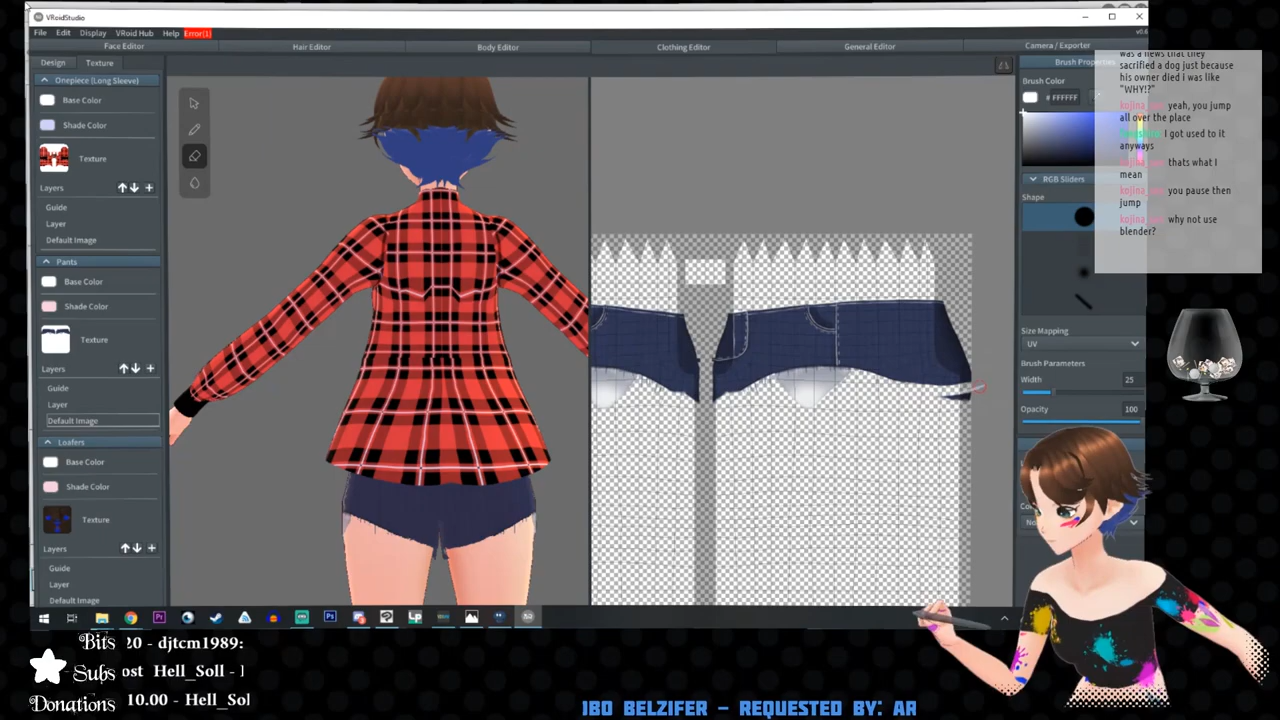 VRoidStudio
File Edit Display VRoid Hub Help Error(1)
v0.6
Face Editor Hair Editor Body Editor Clothing Editor General Editor Camera / Exporter
Design Texture
Onepiece (Long Sleeve)
Base Color
Shade Color
Texture
Layers
Guide
Layer
Default Image
Pants
Base Color
Shade Color
Texture
Layers
Guide
Layer
Default Image
Loafers
Base Color
Shade Color
Texture
Layers
Guide
Layer
Default Image
Brush Properties
Brush Color
# FFFFFF
RGB Sliders
Shape
Size Mapping
UV
Brush Parameters
Width 25
Opacity 100
was a news that they
sacrified a dog just because
his owner died i was like
"WHY!?"
yeah, you jump
all over the place
I got used to it
anyways
thats what I
mean
you pause then
jump
why not use
blender?
Bits 20 - djtcm1989:
Subs ost Hell_Soll -
Donations 10.00 - Hell_Sol
IBO BELZIFER - REQUESTED BY: AR